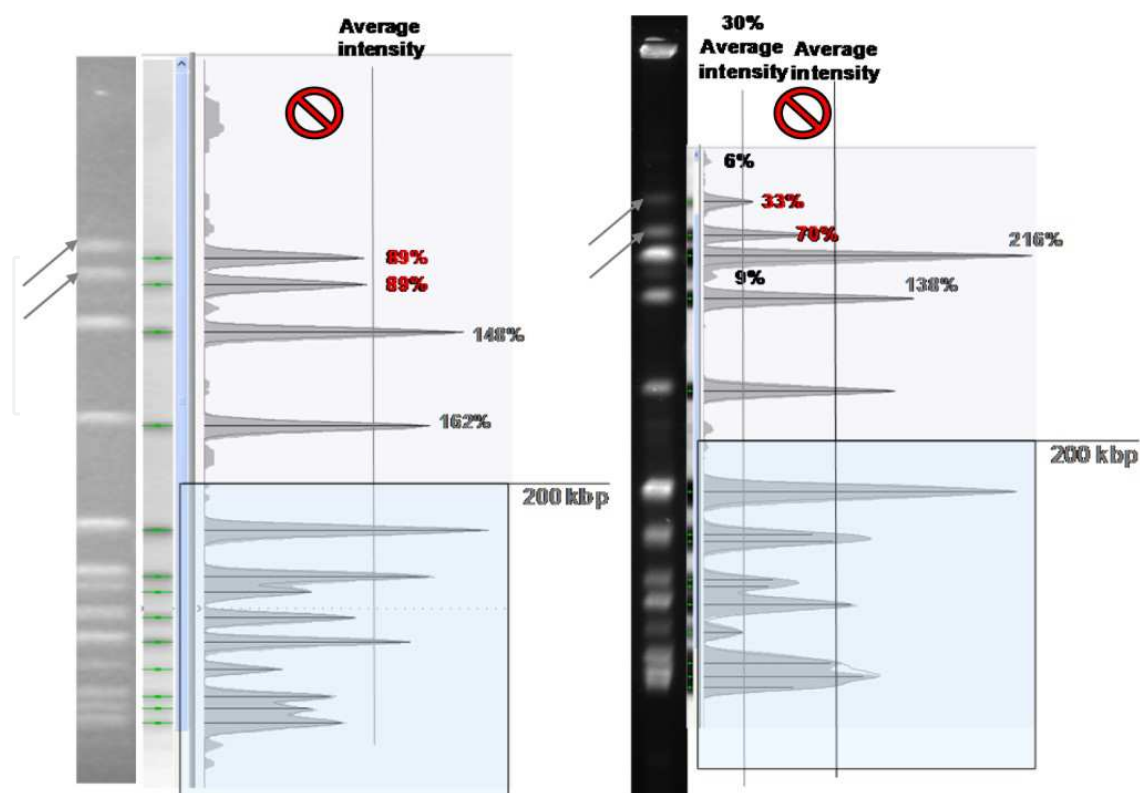 Average
intensity
89%
89%
148%
162%
200 kbp
30%
Average
intensity
Average
intensity
6%
33%
70%
216%
9%
138%
200 kbp